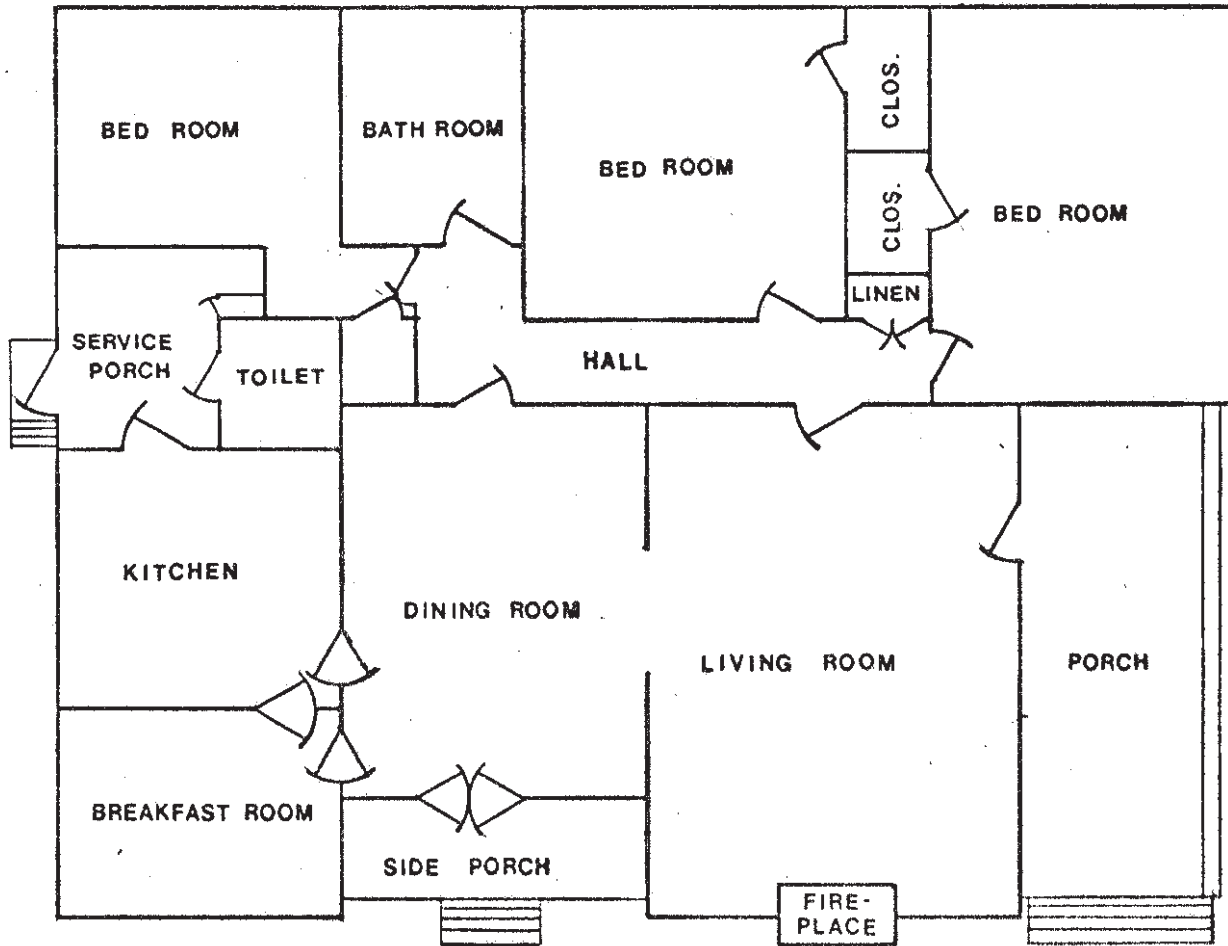 BED ROOM
BATH ROOM
BED ROOM
CLOS.
CLOS.
BED ROOM
LINEN
SERVICE
PORCH
TOILET
HALL
KITCHEN
DINING ROOM
LIVING ROOM
PORCH
BREAKFAST ROOM
SIDE PORCH
FIRE-
PLACE